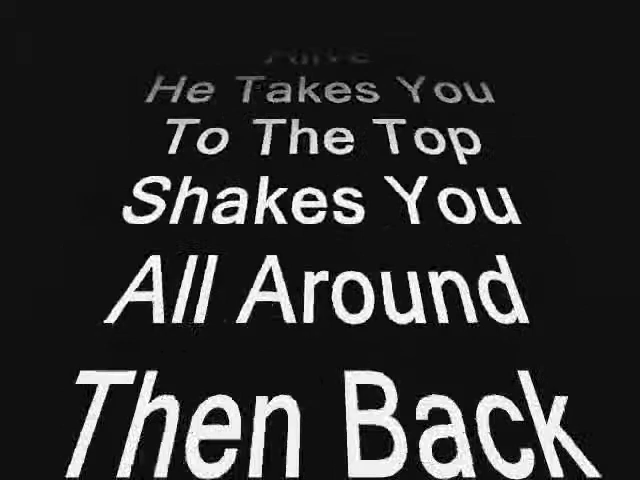 He Takes You
To The Top
Shakes You
All Around
Then Back